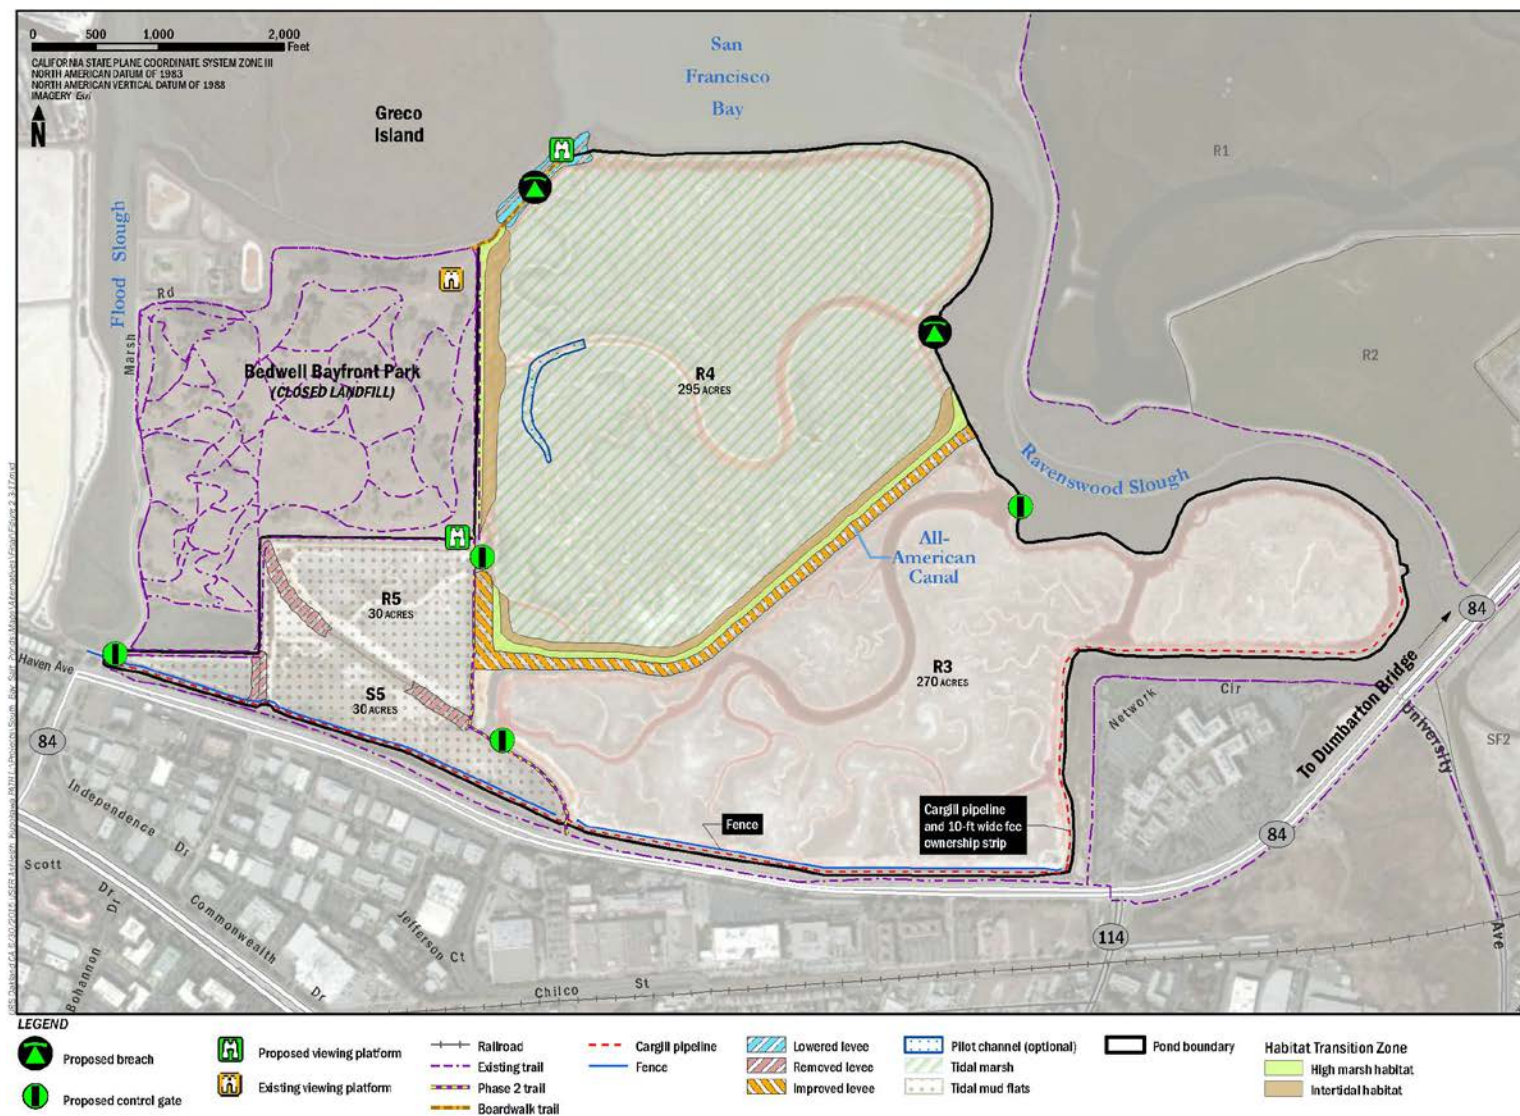 0 500 1,000 2,000
Feet
CALIFORNIA STATE PLANE COORDINATE SYSTEM ZONE III
NORTH AMERICAN DATUM OF 1983
NORTH AMERICAN VERTICAL DATUM OF 1988
IMAGERY Esri
N
Greco
Island
San
Francisco
Bay
R1
R2
Flood Slough
Marsh
Rd
Bedwell Bayfront Park
(CLOSED LANDFILL)
R4
295 ACRES
Ravenswood Slough
All-
American
Canal
R5
30 ACRES
S5
30 ACRES
R3
270 ACRES
Haven Ave
84
Network
Cir
To Dumbarton Bridge
84
University
Ave
SF2
84
114
Fence
Cargill pipeline
and 10-ft wide fee
ownership strip
Independence Dr
Scott
Dr
Commonwealth
Dr
Jefferson
Ct
Bohannon
Dr
Chilco St
LEGEND
Proposed breach
Proposed control gate
Proposed viewing platform
Existing viewing platform
Railroad
Existing trail
Phase 2 trail
Boardwalk trail
Cargill pipeline
Fence
Lowered levee
Removed levee
Improved levee
Pilot channel (optional)
Tidal marsh
Tidal mud flats
Pond boundary
Habitat Transition Zone
High marsh habitat
Intertidal habitat